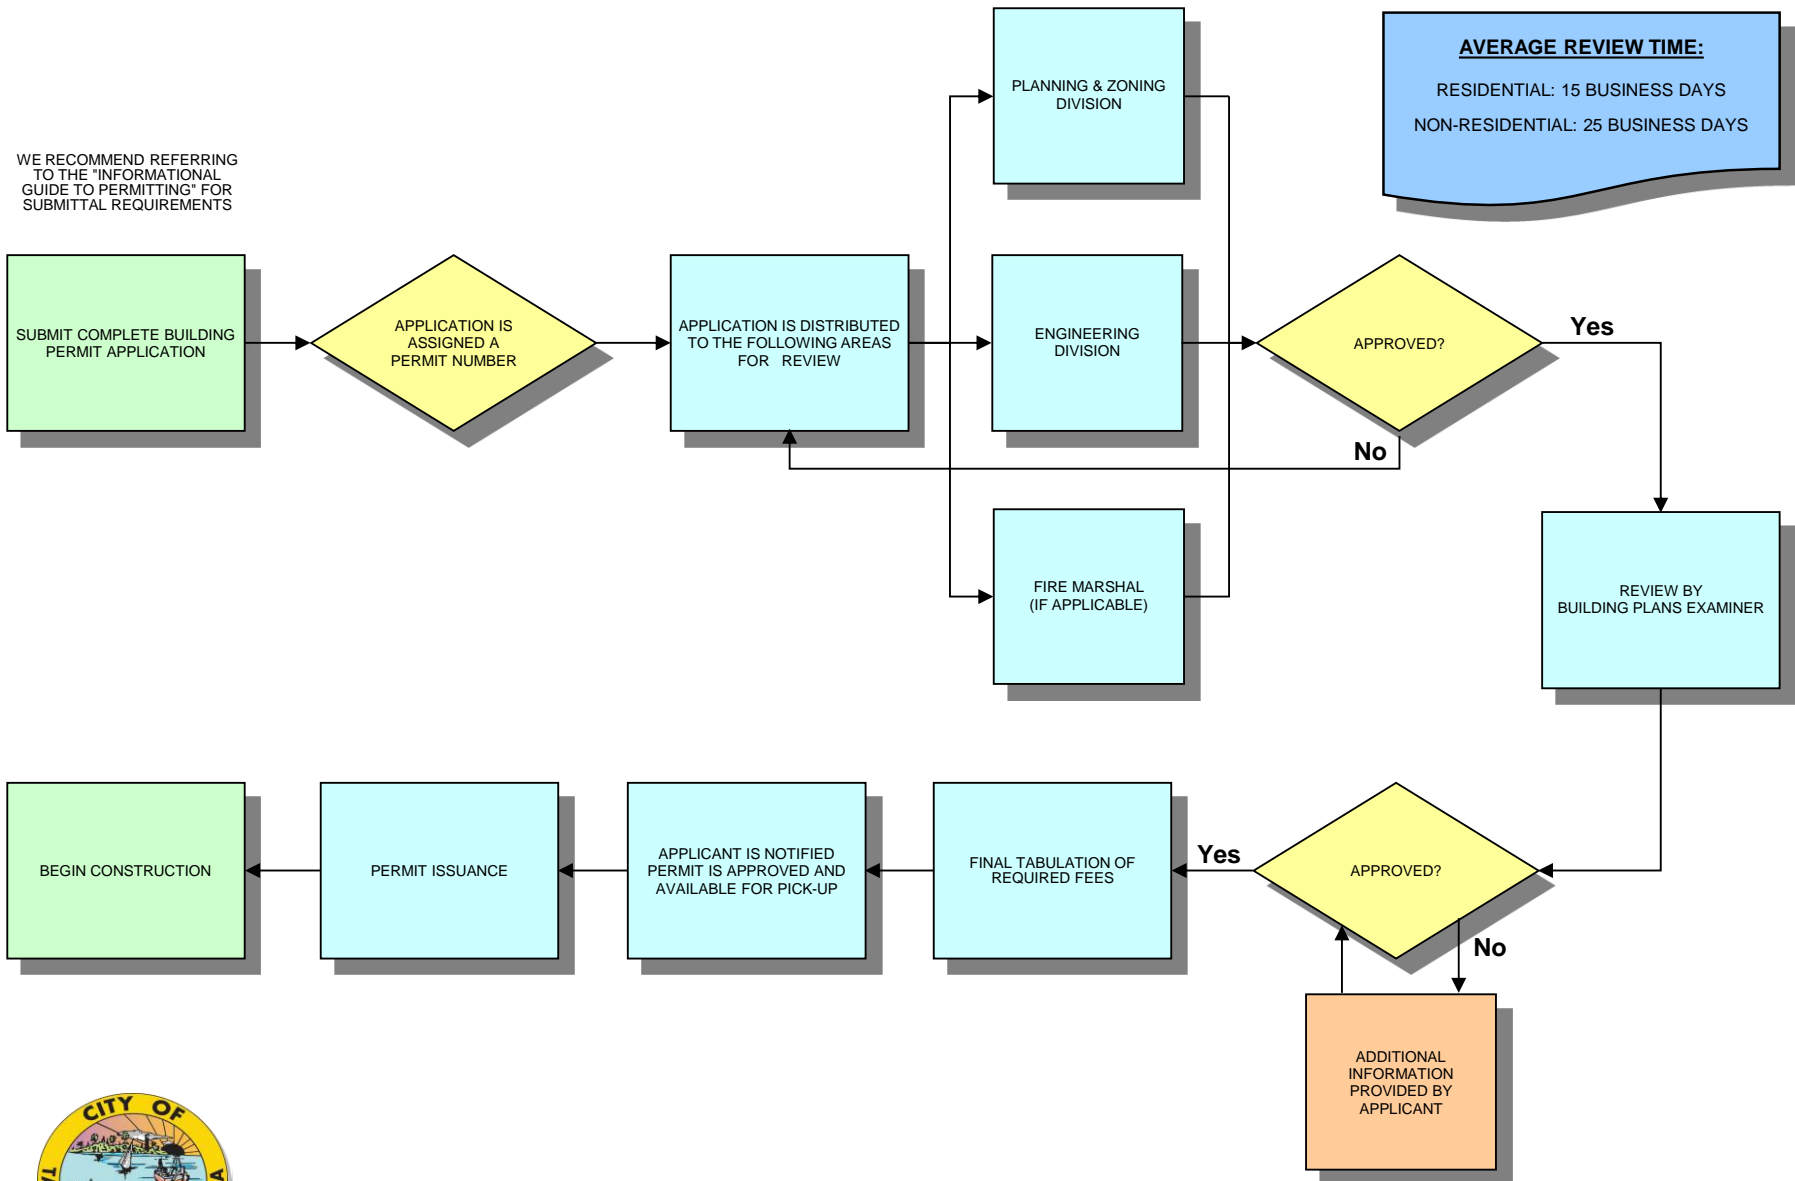 AVERAGE REVIEW TIME:
RESIDENTIAL: 15 BUSINESS DAYS
NON-RESIDENTIAL: 25 BUSINESS DAYS
WE RECOMMEND REFERRING
TO THE "INFORMATIONAL
GUIDE TO PERMITTING" FOR
SUBMITTAL REQUIREMENTS
SUBMIT COMPLETE BUILDING
PERMIT APPLICATION
APPLICATION IS
ASSIGNED A
PERMIT NUMBER
APPLICATION IS DISTRIBUTED
TO THE FOLLOWING AREAS
FOR REVIEW
PLANNING & ZONING
DIVISION
ENGINEERING
DIVISION
FIRE MARSHAL
(IF APPLICABLE)
APPROVED?
Yes
No
REVIEW BY
BUILDING PLANS EXAMINER
APPROVED?
Yes
No
ADDITIONAL
INFORMATION
PROVIDED BY
APPLICANT
FINAL TABULATION OF
REQUIRED FEES
APPLICANT IS NOTIFIED
PERMIT IS APPROVED AND
AVAILABLE FOR PICK-UP
PERMIT ISSUANCE
BEGIN CONSTRUCTION
CITY OF